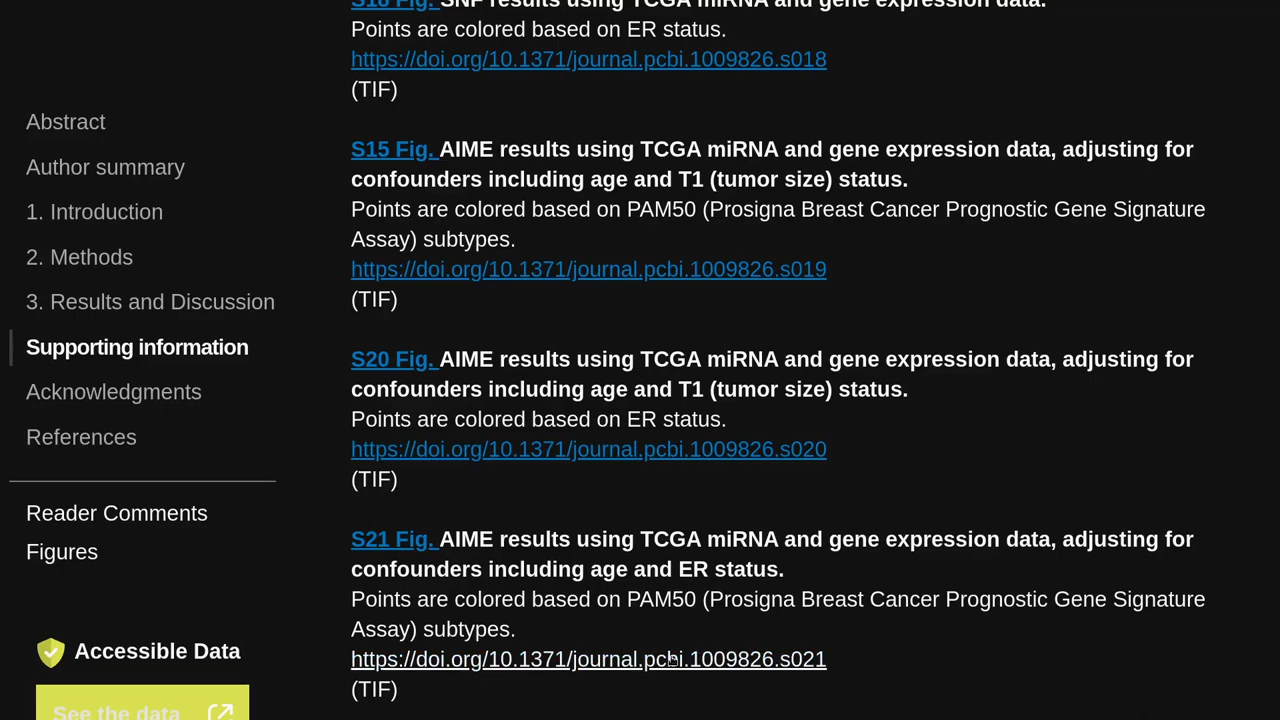 S18 Fig. SNF results using TCGA miRNA and gene expression data.
Points are colored based on ER status.
https://doi.org/10.1371/journal.pcbi.1009826.s018
(TIF)
Abstract
Author summary
1. Introduction
2. Methods
3. Results and Discussion
Supporting information
Acknowledgments
References
Reader Comments
Figures
Accessible Data
See the data
S15 Fig. AIME results using TCGA miRNA and gene expression data, adjusting for
confounders including age and T1 (tumor size) status.
Points are colored based on PAM50 (Prosigna Breast Cancer Prognostic Gene Signature
Assay) subtypes.
https://doi.org/10.1371/journal.pcbi.1009826.s019
(TIF)
S20 Fig. AIME results using TCGA miRNA and gene expression data, adjusting for
confounders including age and T1 (tumor size) status.
Points are colored based on ER status.
https://doi.org/10.1371/journal.pcbi.1009826.s020
(TIF)
S21 Fig. AIME results using TCGA miRNA and gene expression data, adjusting for
confounders including age and ER status.
Points are colored based on PAM50 (Prosigna Breast Cancer Prognostic Gene Signature
Assay) subtypes.
https://doi.org/10.1371/journal.pcbi.1009826.s021
(TIF)